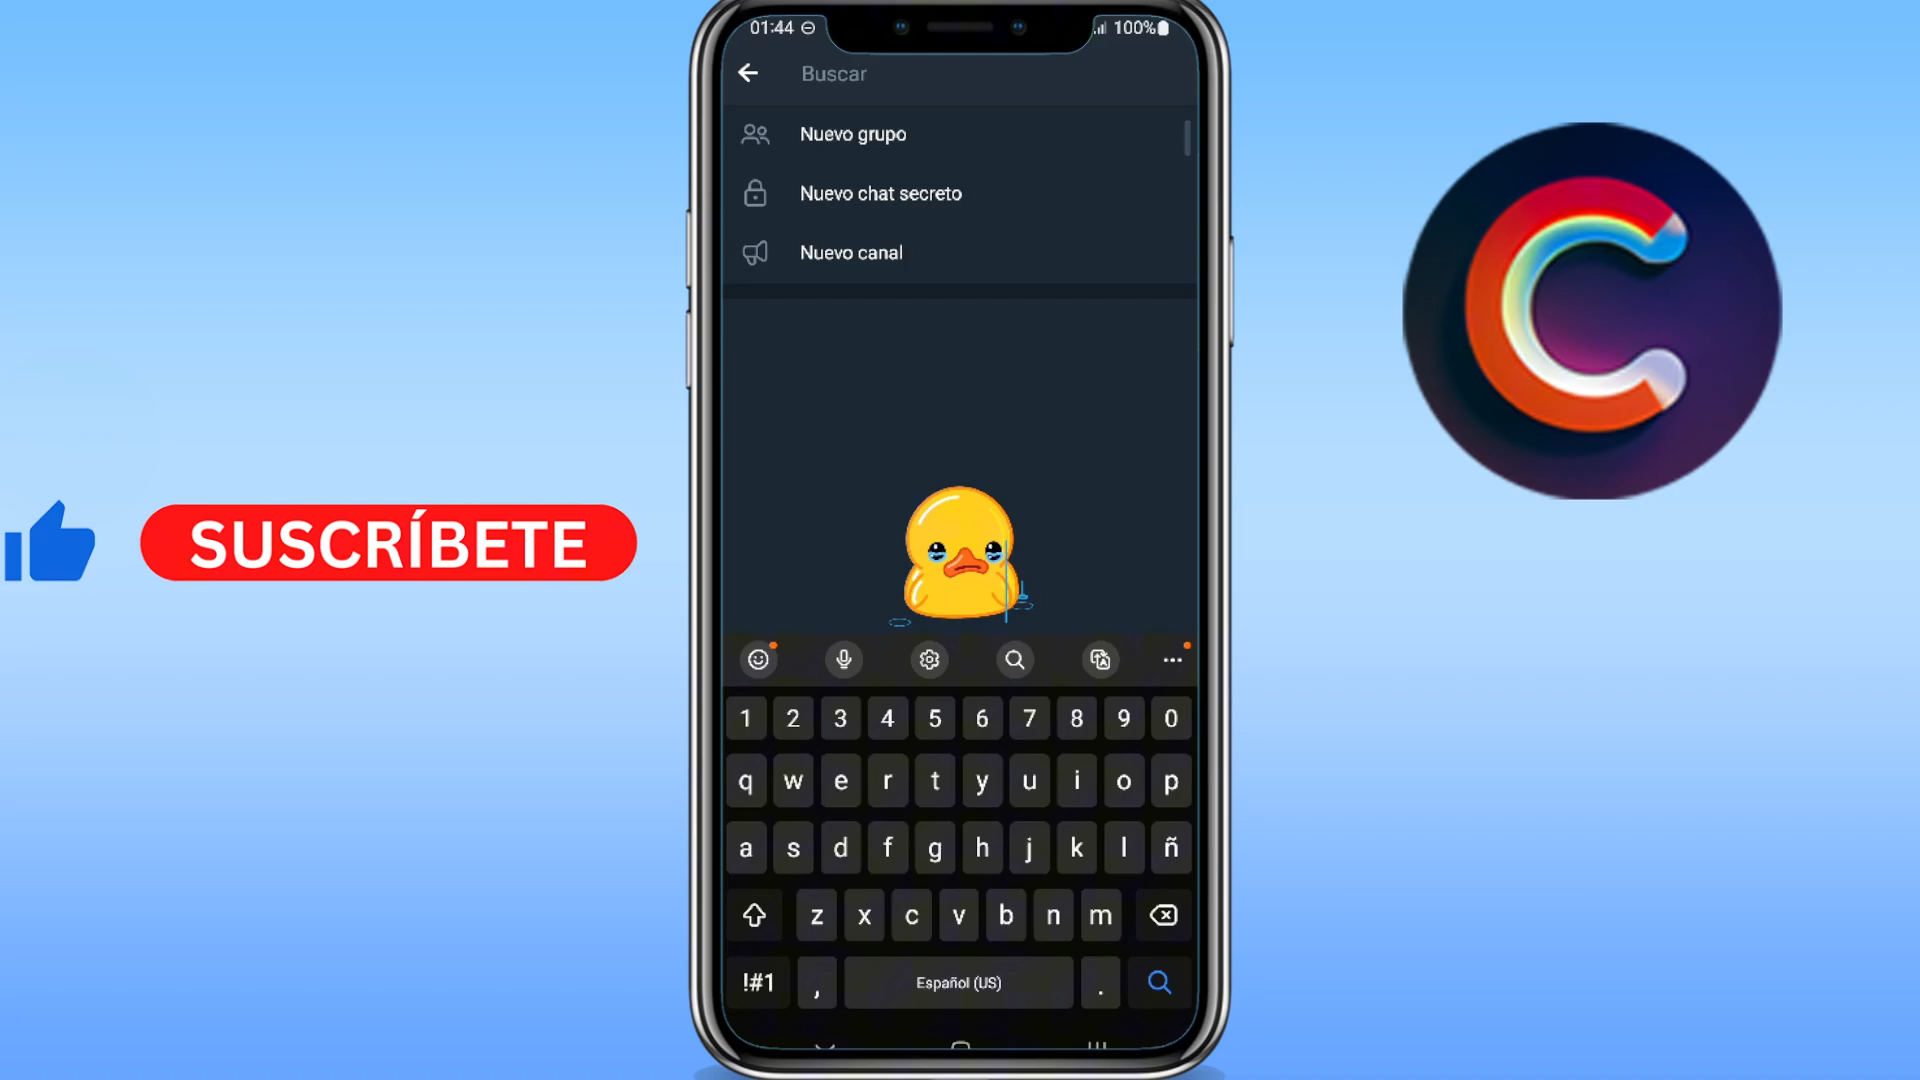 01:44
100%
Buscar
Nuevo grupo
Nuevo chat secreto
Nuevo canal
SUSCRÍBETE
1 2 3 4 5 6 7 8 9 0
q w e r t y u i o p
a s d f g h j k l ñ
z x c v b n m
!#1 , Español (US) .
C